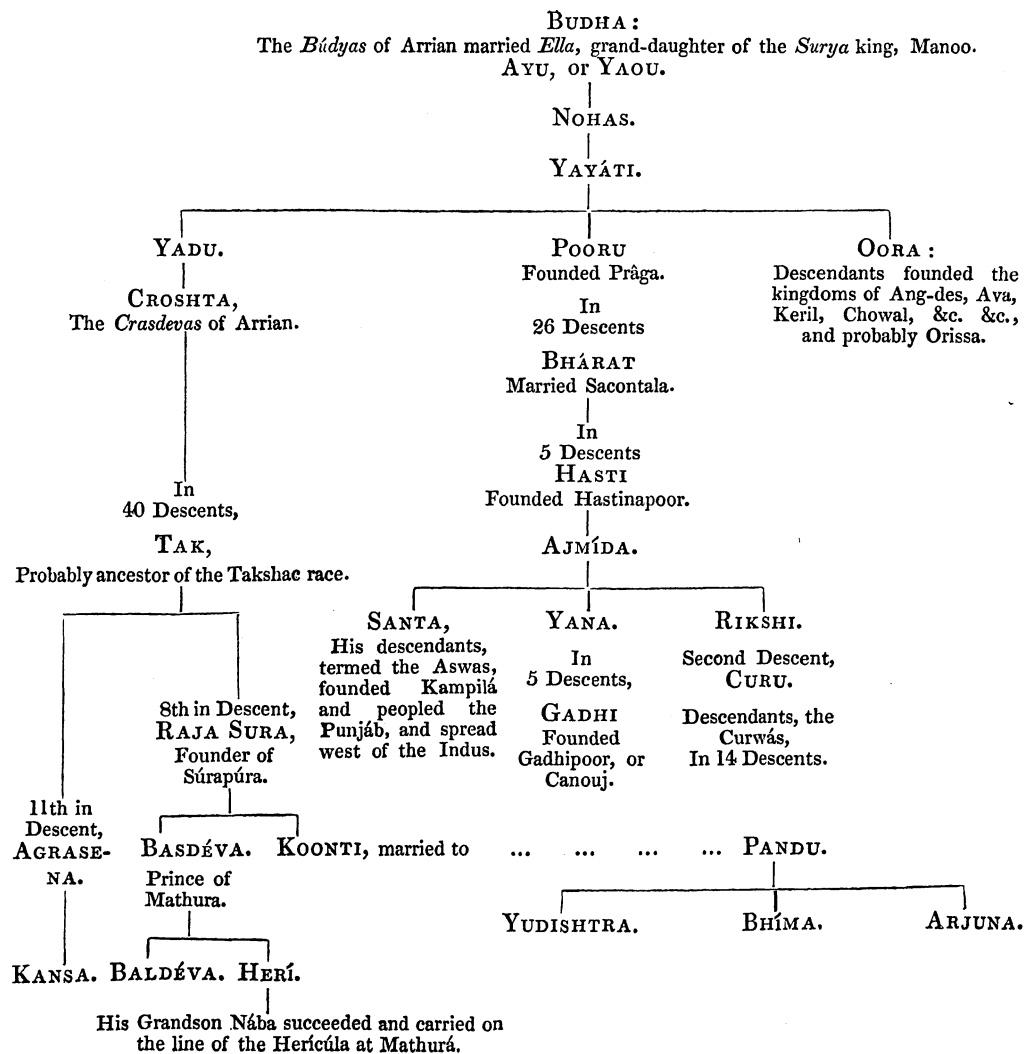 BUDHA:
The Búdyas of Arrian married Ella, grand-daughter of the Surya king, Manoo.
AYU, or YAOU.
NOHAS.
YAYÁTI.
YADU.
CROSHTA,
The Crasdevas of Arrian.
In
40 Descents,
TAK,
Probably ancestor of the Takshac race.
POORU
Founded Prâga.
In
26 Descents
BHÁRAT
Married Sacontala.
In
5 Descents
HASTI
Founded Hastinapoor.
AJMÍDA.
OORA:
Descendants founded the
kingdoms of Ang-des, Ava,
Keril, Chowal, &c. &c.,
and probably Orissa.
SANTA,
His descendants,
termed the Aswas,
founded Kampilá
and peopled the
Punjáb, and spread
west of the Indus.
YANA.
In
5 Descents,
GADHI
Founded
Gadhipoor, or
Canouj.
RIKSHI.
Second Descent,
CURU.
Descendants, the
Curwás,
In 14 Descents.
8th in Descent,
RAJA SURA,
Founder of
Súrapúra.
11th in
Descent,
AGRASE-
NA.
BASDÉVA.
Prince of
Mathura.
KOONTI, married to ... ... ... ... PANDU.
YUDISHTRA.
BHÍMA.
ARJUNA.
KANSA.
BALDÉVA.
HERÍ.
His Grandson Nába succeeded and carried on
the line of the Herícúla at Mathurá.